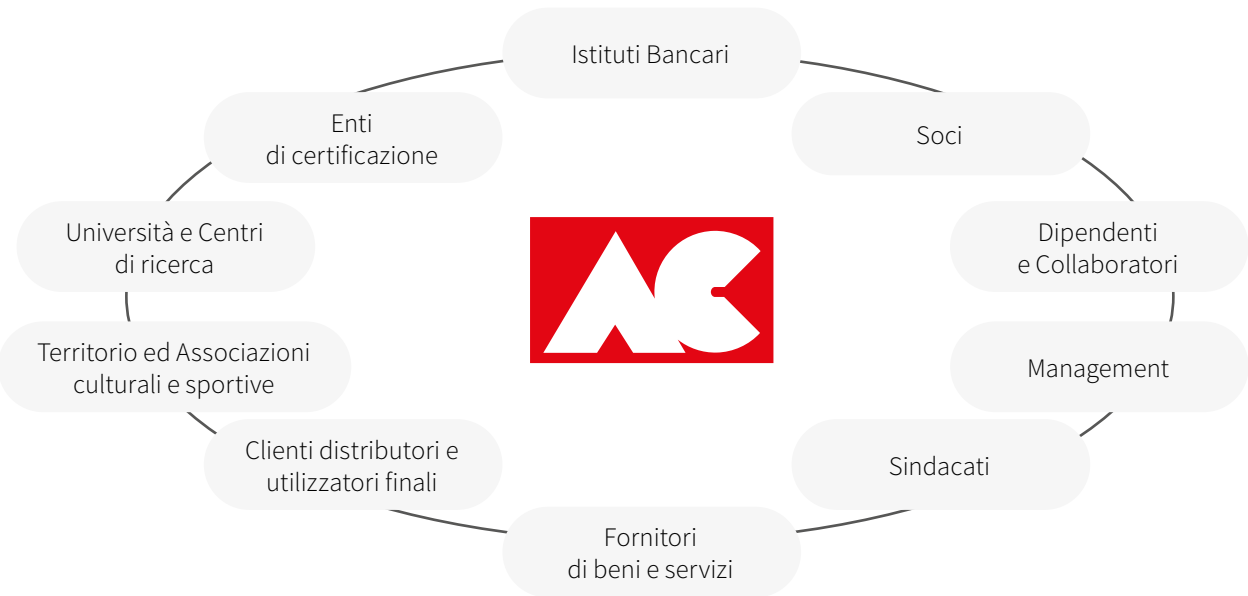 Istituti Bancari
Enti
di certificazione
Soci
Università e Centri
di ricerca
Dipendenti
e Collaboratori
AC
Territorio ed Associazioni
culturali e sportive
Management
Clienti distributori e
utilizzatori finali
Sindacati
Fornitori
di beni e servizi